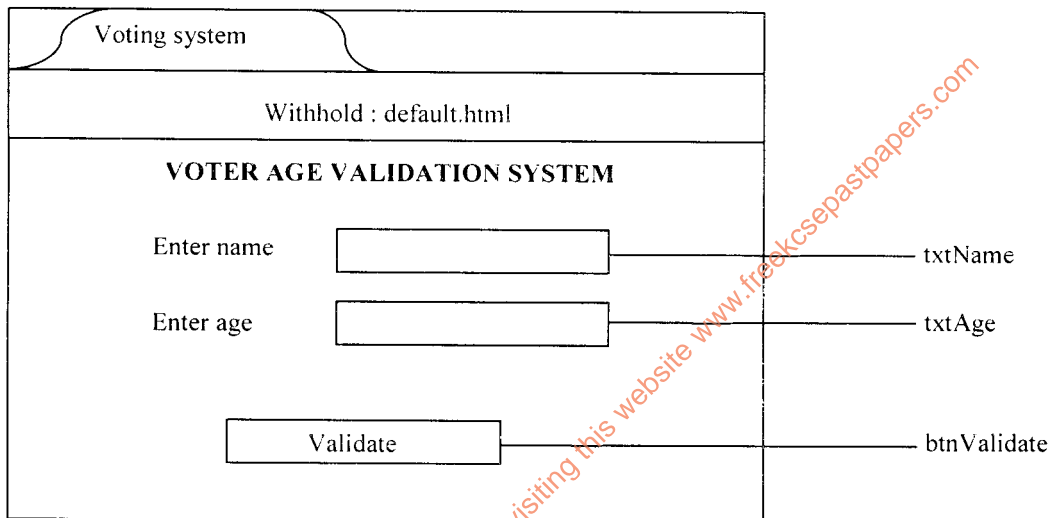 Voting system
Withhold : default.html
VOTER AGE VALIDATION SYSTEM
Enter name
txtName
Enter age
txtAge
Validate
btnValidate
visiting this website www.freekcsepastpapers.com